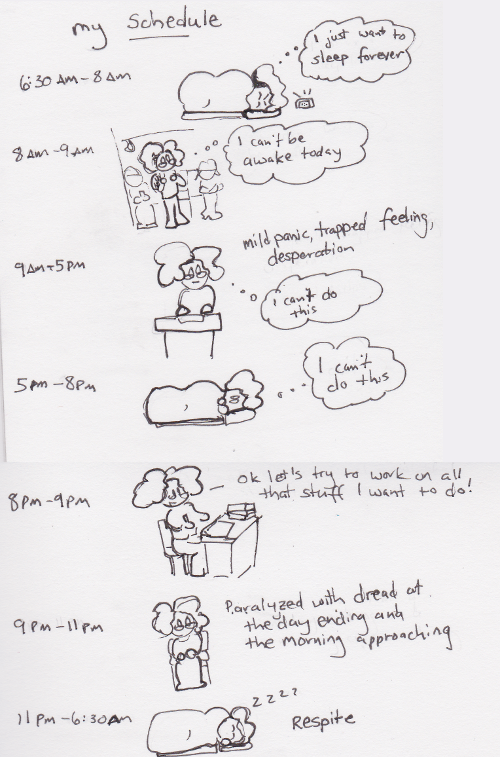 my Schedule
6:30 AM - 8 AM
I just want to
sleep forever
8 AM - 9 AM
I can't be
awake today
9 AM - 5 PM
mild panic, trapped feeling,
desperation
I can't do
this
5 PM - 8 PM
I can't
do this
8 PM - 9 PM
ok let's try to work on all
that stuff I want to do!
9 PM - 11 PM
Paralyzed with dread at
the day ending and
the morning approaching
11 PM - 6:30 AM
z z z z
Respite